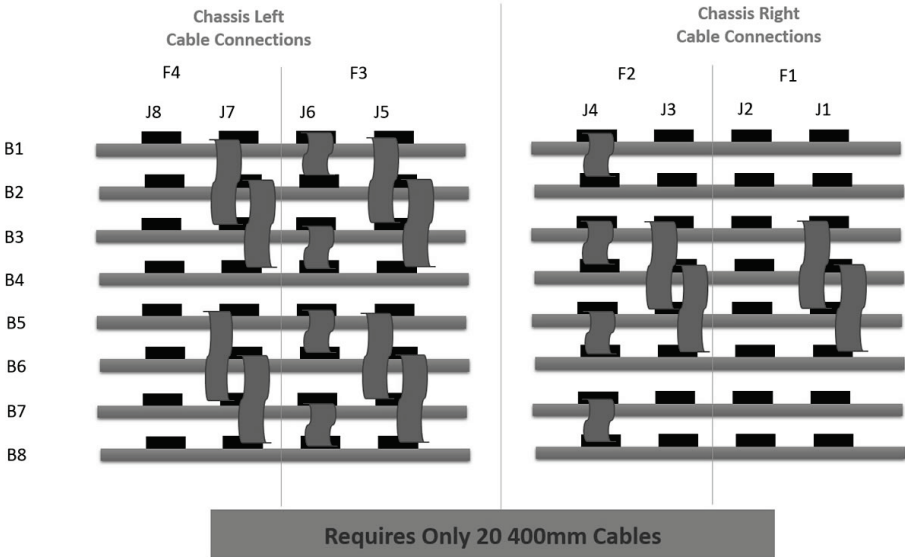 Chassis Left
Cable Connections
Chassis Right
Cable Connections
F4 F3 F2 F1
J8 J7 J6 J5 J4 J3 J2 J1
B1
B2
B3
B4
B5
B6
B7
B8
Requires Only 20 400mm Cables